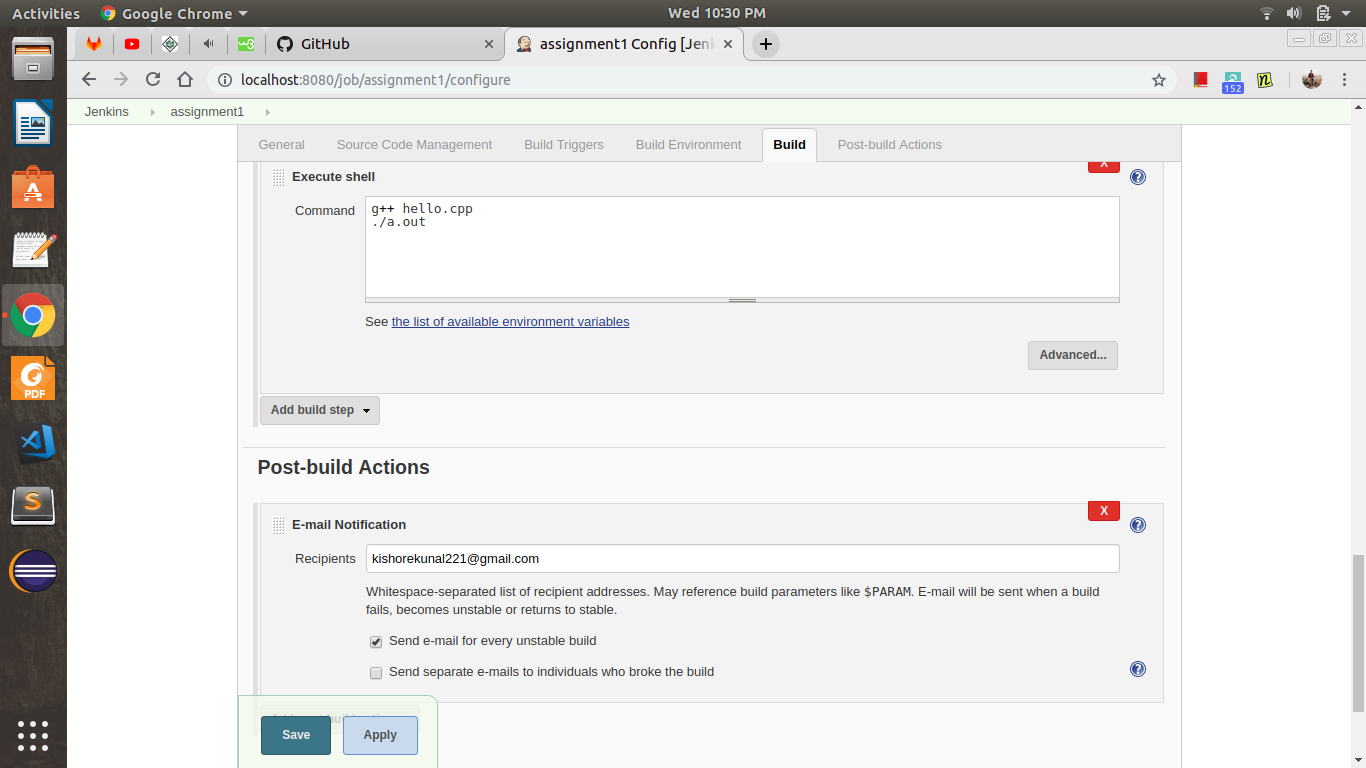 Activities Google Chrome Wed 10:30 PM
GitHub assignment1 Config [Jen
localhost:8080/job/assignment1/configure
152
Jenkins assignment1
General Source Code Management Build Triggers Build Environment Build Post-build Actions
X
Execute shell
Command
g++ hello.cpp
./a.out
See the list of available environment variables
Advanced...
Add build step
Post-build Actions
X
E-mail Notification
Recipients kishorekunal221@gmail.com
Whitespace-separated list of recipient addresses. May reference build parameters like $PARAM. E-mail will be sent when a build
fails, becomes unstable or returns to stable.
Send e-mail for every unstable build
Send separate e-mails to individuals who broke the build
Save Apply
PDF